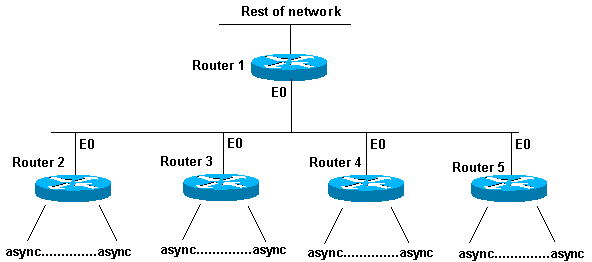 Rest of network
Router 1
E0
E0
E0
E0
E0
Router 2
Router 3
Router 4
Router 5
async..............async
async..............async
async..............async
async..............async